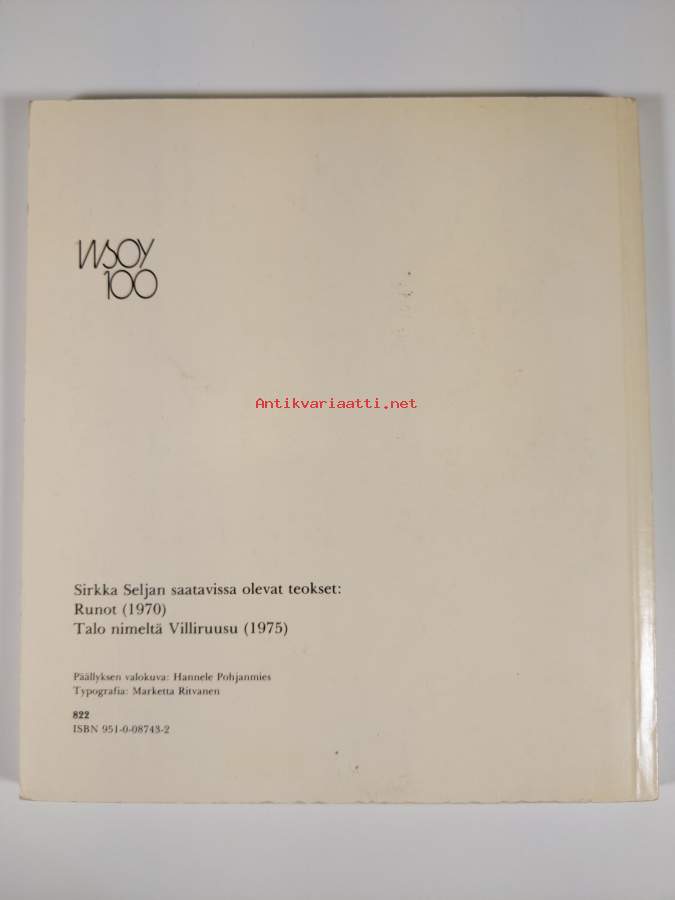 WSOY
100
Antikvariaatti.net
Sirkka Seljan saatavissa olevat teokset:
Runot (1970)
Talo nimeltä Villiruusu (1975)
Päällyksen valokuva: Hannele Pohjanmies
Typografia: Marketta Ritvanen
822
ISBN 951-0-08743-2